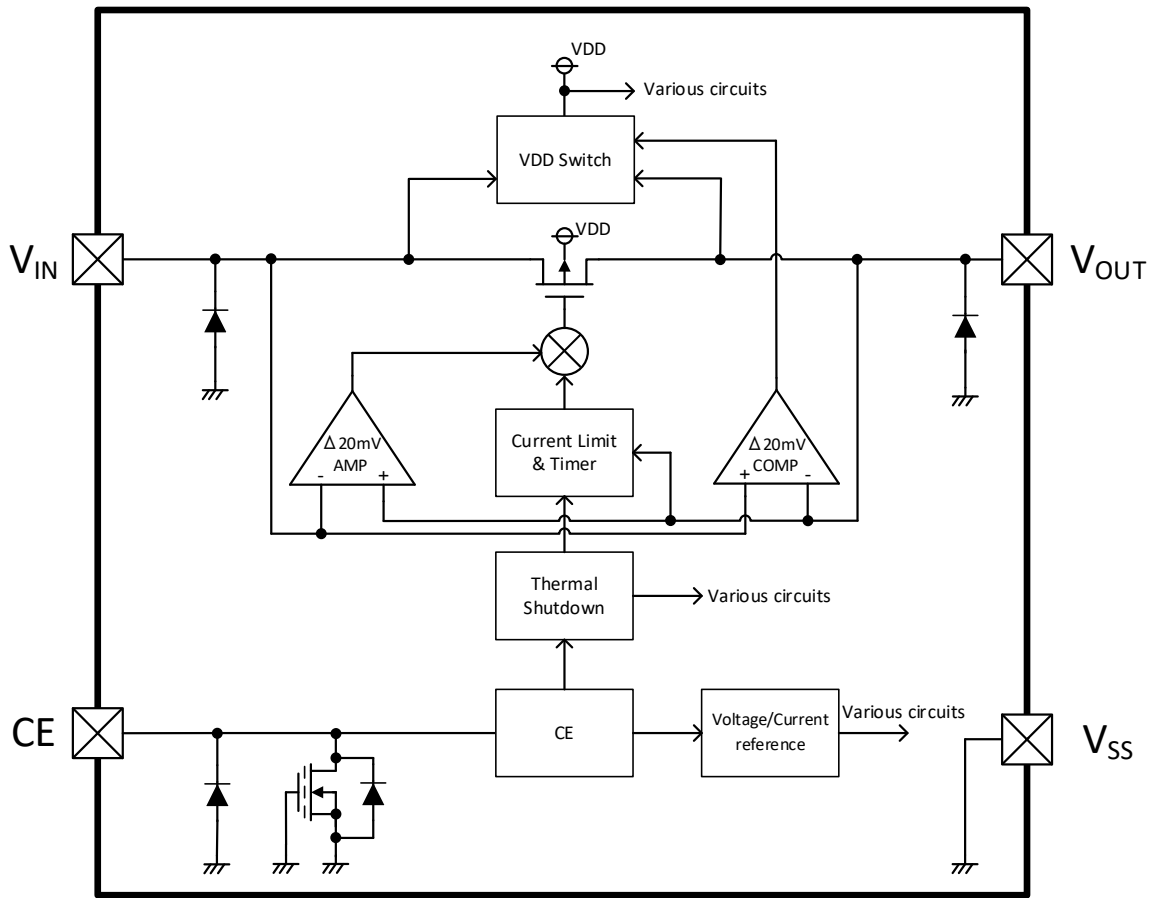 VDD
Various circuits
VDD Switch
VDD
VIN
VOUT
Δ20mV
AMP
-
+
Current Limit
& Timer
Δ20mV
COMP
+
-
Thermal
Shutdown
Various circuits
CE
CE
Voltage/Current
reference
Various circuits
VSS